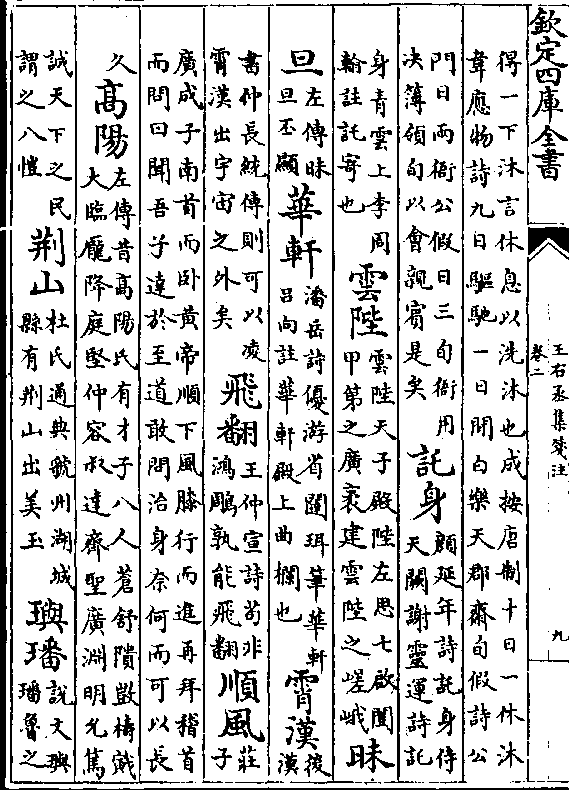 欽定四庫全書
王右丞集箋注
卷二
九
得一下沐言休息以洗沐也成按唐制十日一休沐
韋應物詩九日驅馳一日閒白樂天郡齋旬假詩公
門日兩衙公假日三旬衙用
決簿領旬以會親賓是矣
託身
顔延年詩託身侍
天闕謝靈運詩託
身青雲上李周
翰註託寄也
雲陛
雲陛天子殿陛左思七啟闓
甲第之廣袤建雲陛之嵯峨
昧
旦
左傳昧
旦丕顯
華軒
潘岳詩優游省闥珥筆華軒
呂向註華軒殿上曲欄也
霄漢
後
漢
書仲長統傳則可以凌
霄漢出宇宙之外矣
飛翻
王仲宣詩苟非
鴻鵰孰能飛翻
順風
莊
子
廣成子南首而卧黄帝順下風膝行而進再拜稽首
而問曰聞吾子達於至道敢問治身奈何而可以長
久
髙陽
左傳昔髙陽氏有才子八人蒼舒隤敳檮戭
大臨龎降庭堅仲容叔達齊聖廣淵明允篤
誠天下之民
謂之八愷
荆山
杜氏通典虢州湖城
縣有荆山出美玉
璵璠
說文璵
璠魯之